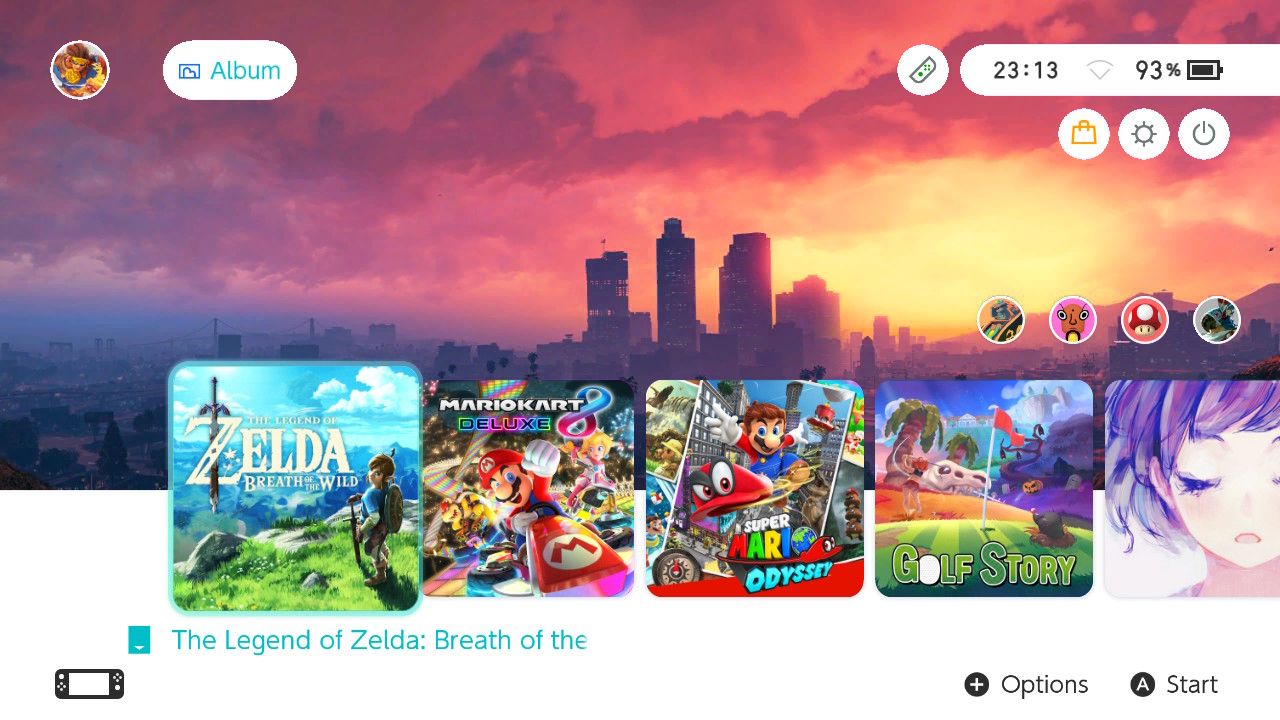 Album
23:13
93%
THE LEGEND OF
ZELDA
BREATH OF THE WILD
MARIOKART 8
DELUXE
SUPER
MARIO
ODYSSEY
GOLF STORY
The Legend of Zelda: Breath of the
Options
A Start